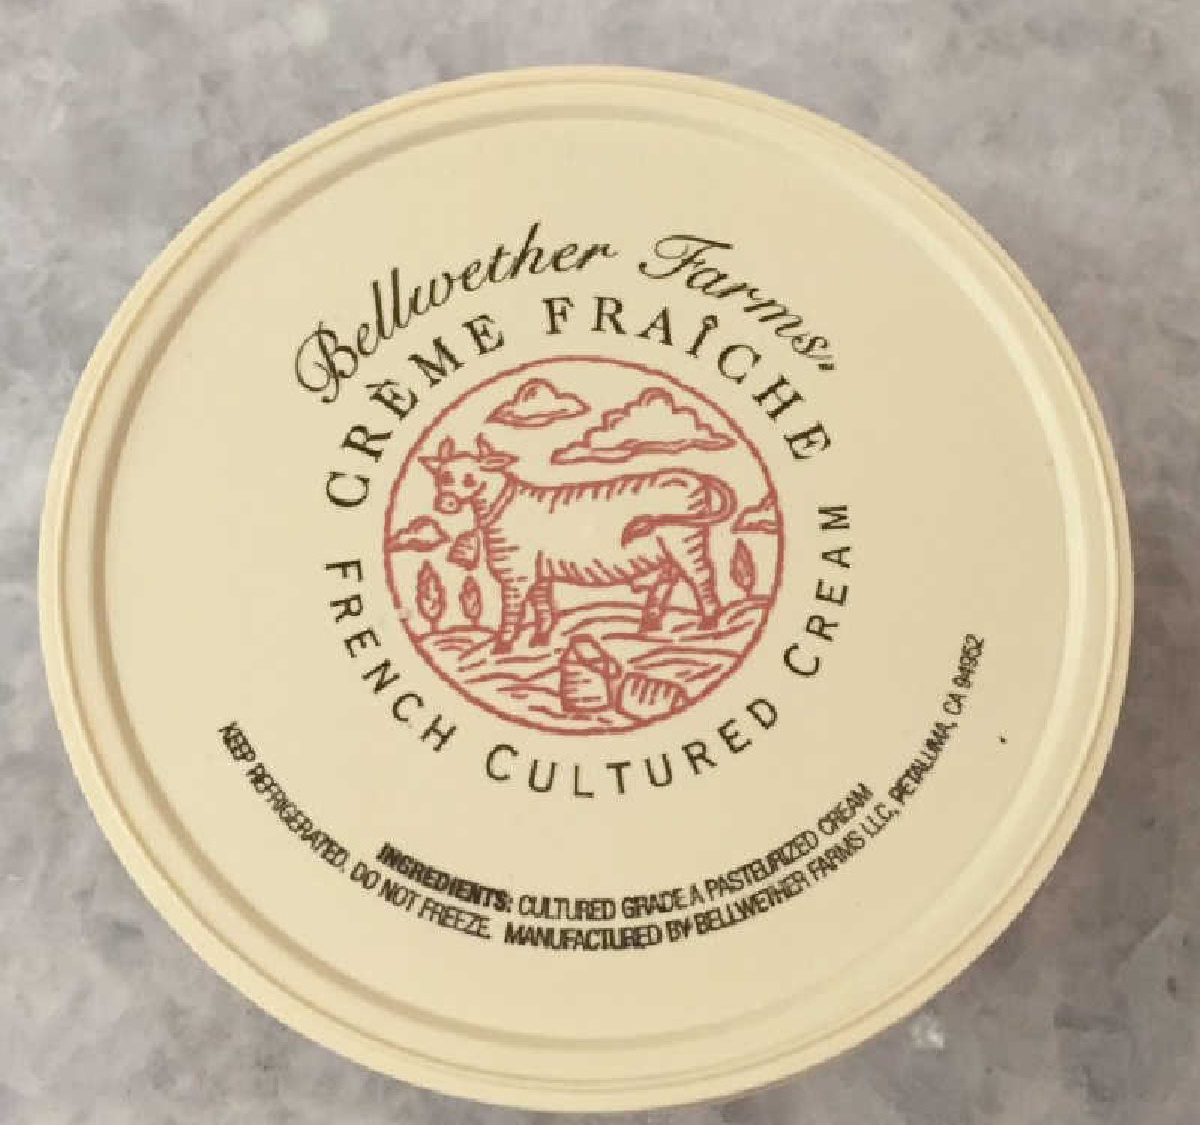 Bellwether Farms
CRÈME FRAÎCHE
FRENCH CULTURED CREAM
INGREDIENTS: CULTURED GRADE A PASTEURIZED CREAM
KEEP REFRIGERATED. DO NOT FREEZE. MANUFACTURED BY BELLWETHER FARMS LLC, PETALUMA, CA 94952